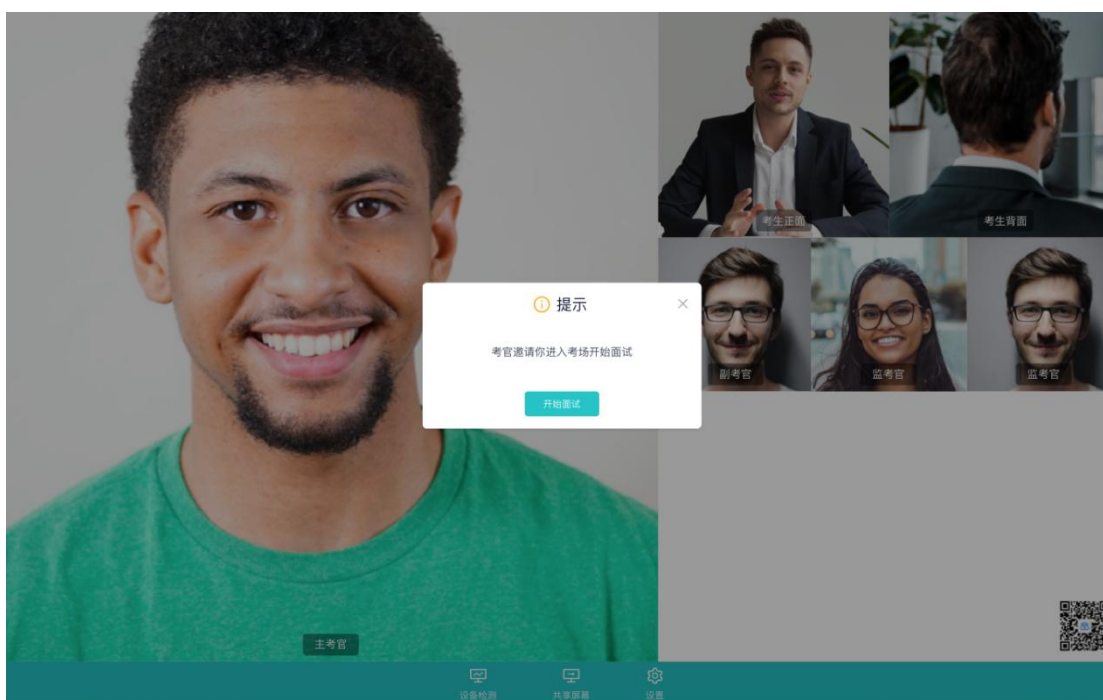 考生正面
考生背面
提示
考官邀请你进入考场开始面试
开始面试
副考官
监考官
监考官
主考官
设备检测
共享屏幕
设置